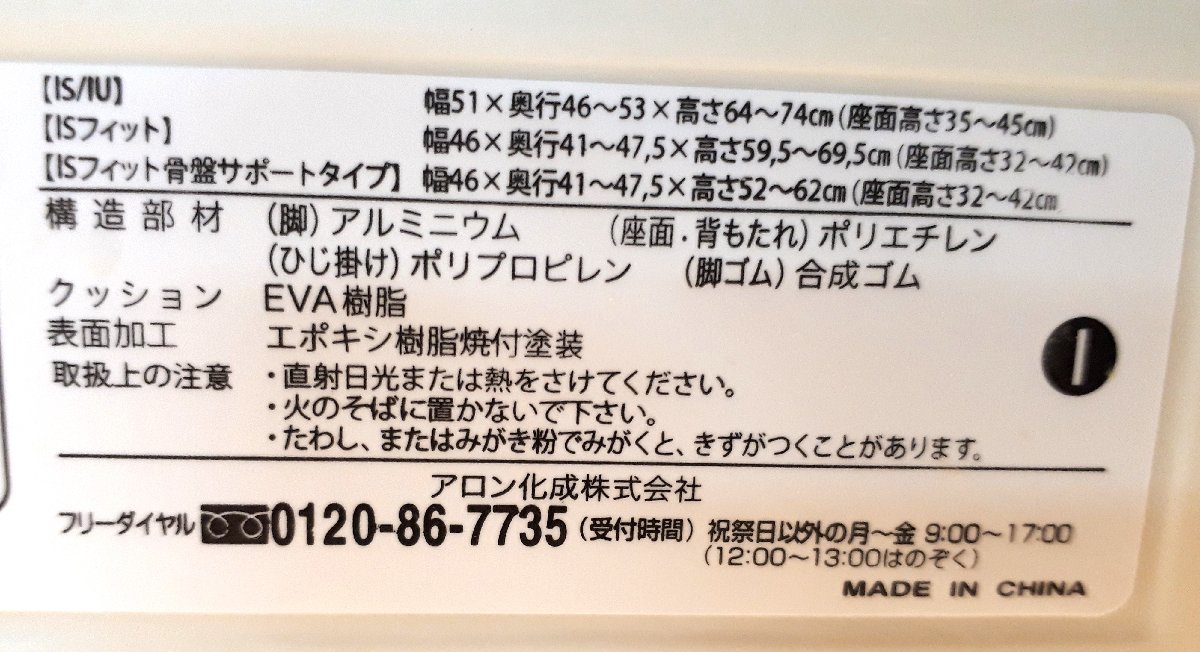 【IS/IU】 幅51×奥行46～53×高さ64～74cm(座面高さ35～45cm)
【ISフィット】 幅46×奥行41～47,5×高さ59,5～69,5cm(座面高さ32～42cm)
【ISフィット骨盤サポートタイプ】 幅46×奥行41～47,5×高さ52～62cm(座面高さ32～42cm
構造部材 (脚)アルミニウム (座面・背もたれ)ポリエチレン
(ひじ掛け)ポリプロピレン (脚ゴム)合成ゴム
クッション EVA樹脂
表面加工 エポキシ樹脂焼付塗装
取扱上の注意 ・直射日光または熱をさけてください。
・火のそばに置かないで下さい。
・たわし、またはみがき粉でみがくと、きずがつくことがあります。
アロン化成株式会社
フリーダイヤル 0120-86-7735 (受付時間) 祝祭日以外の月～金 9:00～17:00
(12:00～13:00はのぞく)
MADE IN CHINA